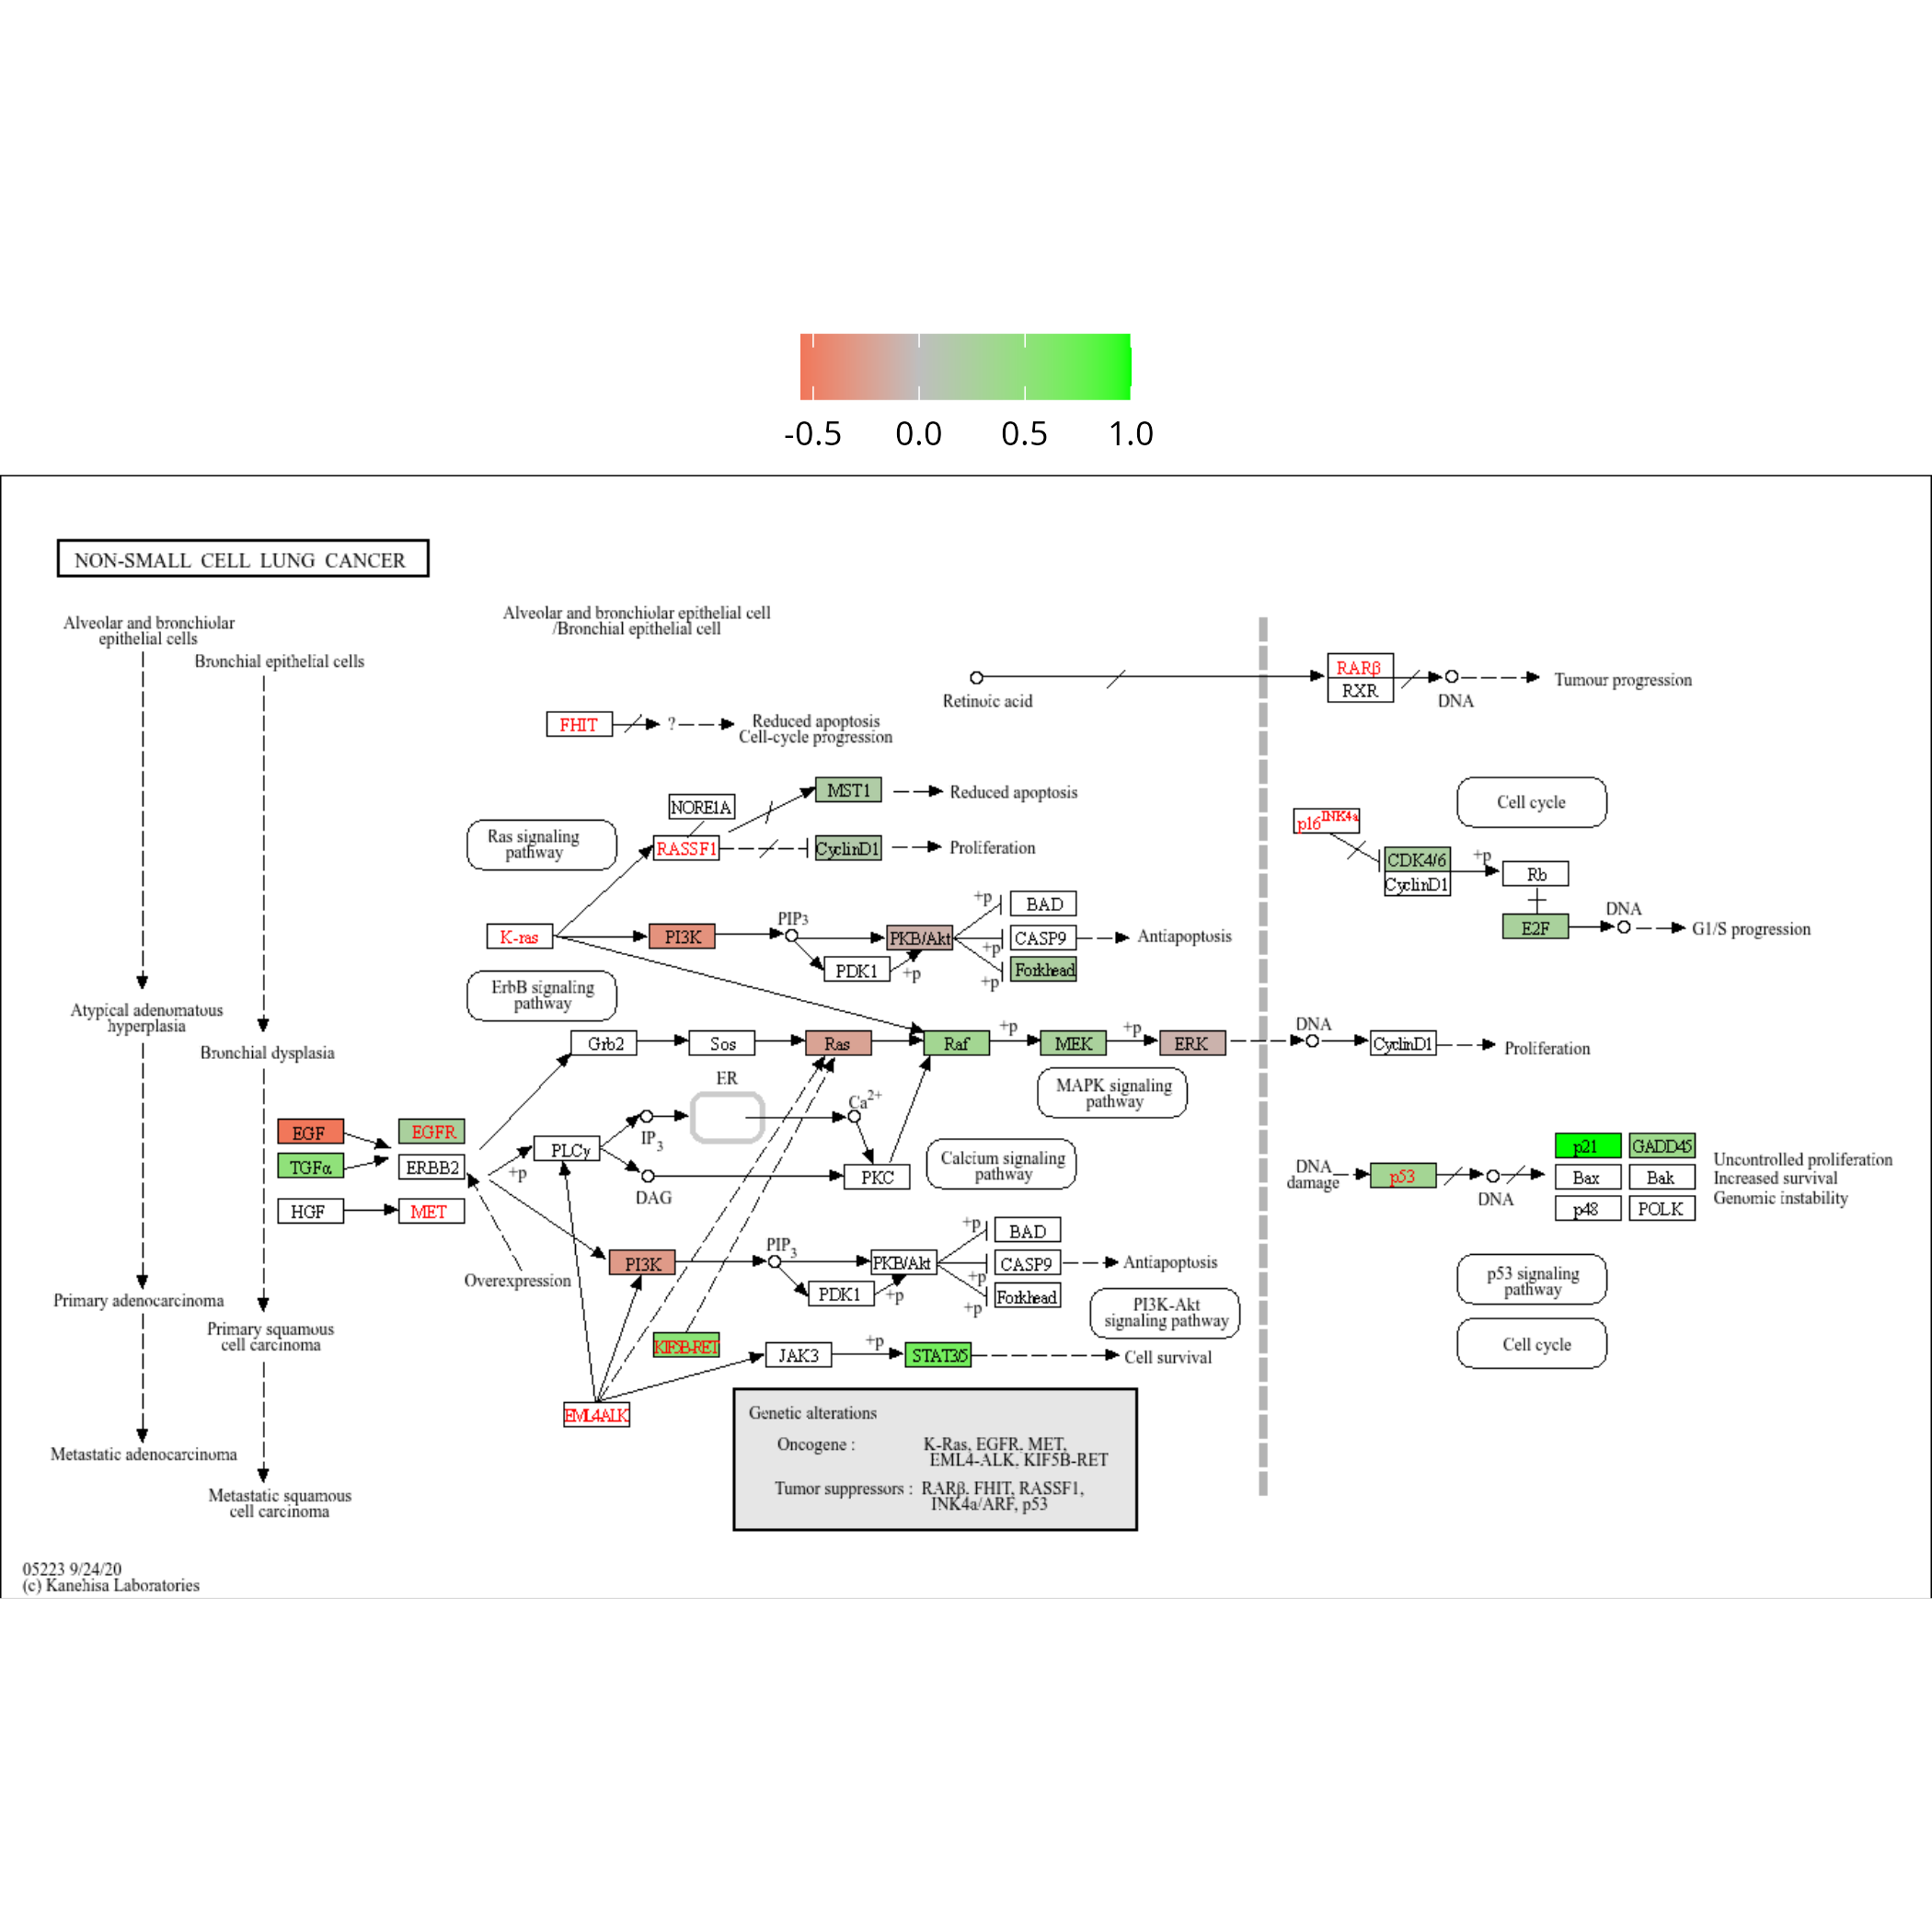 -0.5 0.0 0.5 1.0
NON-SMALL CELL LUNG CANCER
Alveolar and bronchiolar
epithelial cells
Bronchial epithelial cells
Alveolar and bronchiolar epithelial cell
/Bronchial epithelial cell
Retinoic acid
RARβ
RXR
DNA
Tumour progression
FHIT
?
Reduced apoptosis
Cell-cycle progression
MST1
Reduced apoptosis
NORE1A
Ras signaling
pathway
RASSF1
CyclinD1
Proliferation
Cell cycle
p16INK4a
CDK4/6
CyclinD1
+p
Rb
E2F
DNA
G1/S progression
K-ras
PI3K
PIP3
PKB/Akt
PDK1
+p
+p
+p
+p
BAD
CASP9
Forkhead
Antiapoptosis
ErbB signaling
pathway
Atypical adenomatous
hyperplasia
Bronchial dysplasia
Grb2
Sos
Ras
Raf
+p
MEK
+p
ERK
DNA
CyclinD1
Proliferation
MAPK signaling
pathway
ER
Ca2+
IP3
DAG
PLCγ
+p
PKC
Calcium signaling
pathway
EGF
EGFR
TGFα
ERBB2
HGF
MET
Overexpression
DNA
damage
p53
DNA
p21
GADD45
Bax
Bak
p48
POLK
Uncontrolled proliferation
Increased survival
Genomic instability
PI3K
PIP3
PKB/Akt
PDK1
+p
+p
+p
+p
BAD
CASP9
Forkhead
Antiapoptosis
PI3K-Akt
signaling pathway
p53 signaling
pathway
Cell cycle
Primary adenocarcinoma
Primary squamous
cell carcinoma
KIF5B-RET
JAK3
+p
STAT3/5
Cell survival
EML4ALK
Metastatic adenocarcinoma
Metastatic squamous
cell carcinoma
Genetic alterations
Oncogene : K-Ras, EGFR, MET,
EML4-ALK, KIF5B-RET
Tumor suppressors : RARβ, FHIT, RASSF1,
INK4a/ARF, p53
05223 9/24/20
(c) Kanehisa Laboratories